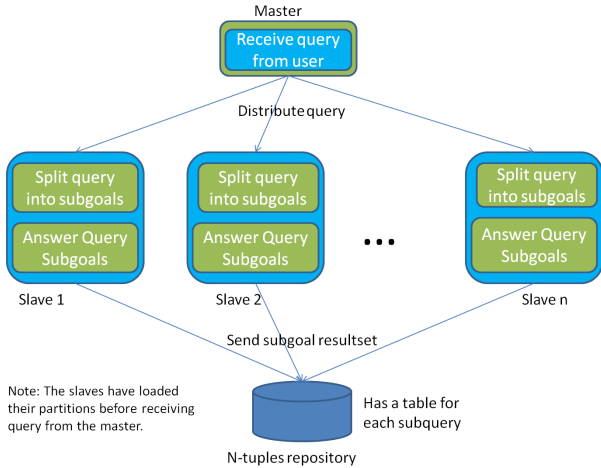 Master
Receive query
from user
Distribute query
Split query
into subgoals
Answer Query
Subgoals
Slave 1
Split query
into subgoals
Answer Query
Subgoals
Slave 2
...
Split query
into subgoals
Answer Query
Subgoals
Slave n
Send subgoal resultset
Note: The slaves have loaded
their partitions before receiving
query from the master.
Has a table for
each subquery
N-tuples repository